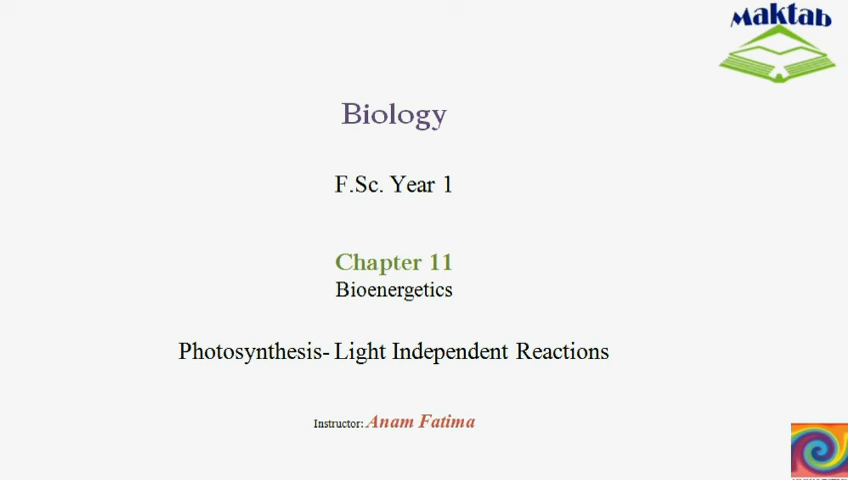 Maktab
Biology
F.Sc. Year 1
Chapter 11
Bioenergetics
Photosynthesis- Light Independent Reactions
Instructor: Anam Fatima